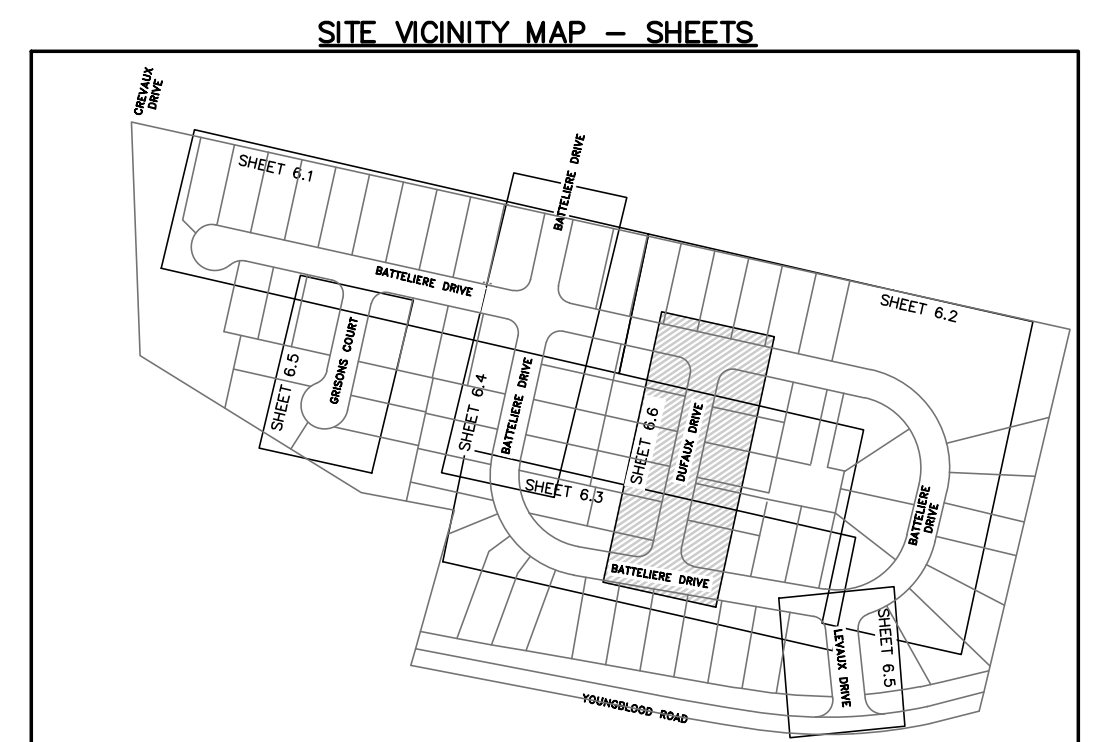 SITE VICINITY MAP – SHEETS
CREVAUX
DRIVE
BATTELIERE DRIVE
SHEET 6.1
BATTELIERE DRIVE
SHEET 6.2
GRISONS COURT
SHEET 6.5
SHEET 6.4
BATTELIERE DRIVE
SHEET 6.6
DUFAUX DRIVE
SHEET 6.3
BATTELIERE
DRIVE
BATTELIERE DRIVE
LEVAUX DRIVE
SHEET 6.5
YOUNGBLOOD ROAD